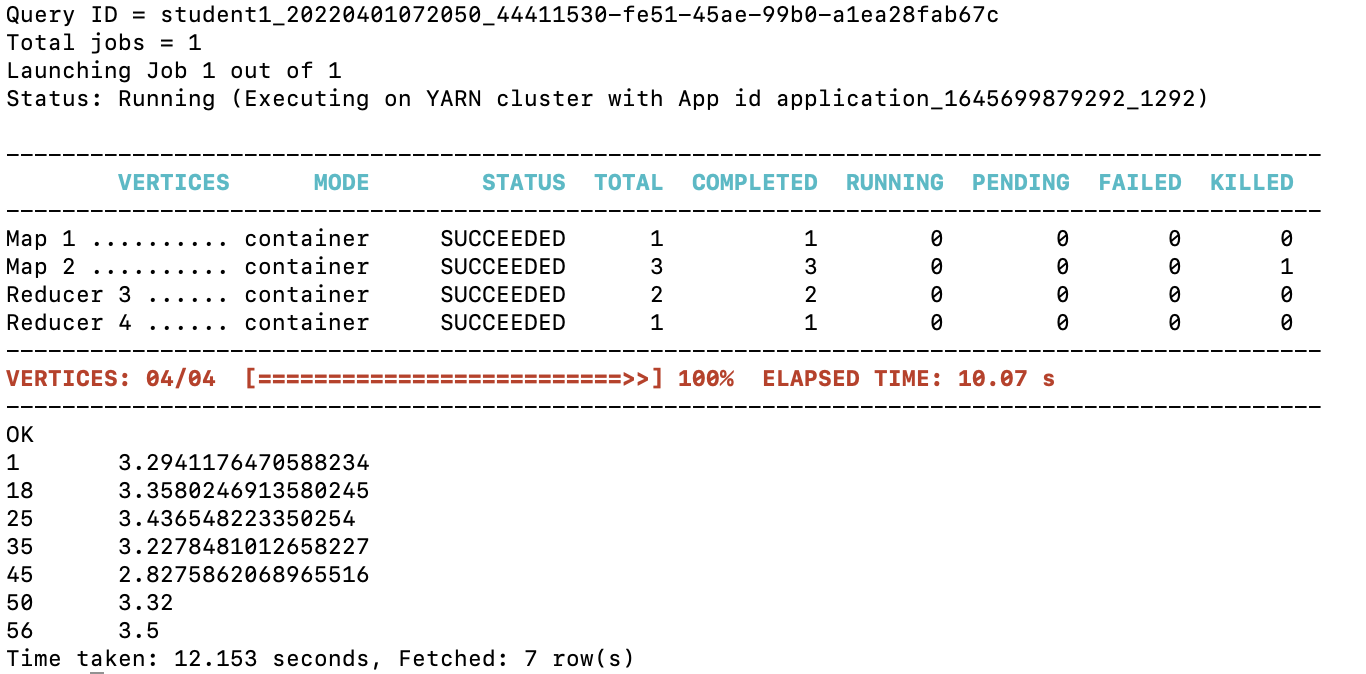 Query ID = student1_20220401072050_44411530-fe51-45ae-99b0-a1ea28fab67c
Total jobs = 1
Launching Job 1 out of 1
Status: Running (Executing on YARN cluster with App id application_1645699879292_1292)

----------------------------------------------------------------------------------------------
        VERTICES      MODE        STATUS  TOTAL  COMPLETED  RUNNING  PENDING  FAILED  KILLED
----------------------------------------------------------------------------------------------
Map 1 .......... container     SUCCEEDED      1          1        0        0       0       0
Map 2 .......... container     SUCCEEDED      3          3        0        0       0       1
Reducer 3 ...... container     SUCCEEDED      2          2        0        0       0       0
Reducer 4 ...... container     SUCCEEDED      1          1        0        0       0       0
----------------------------------------------------------------------------------------------
VERTICES: 04/04  [==========================>>] 100%  ELAPSED TIME: 10.07 s
----------------------------------------------------------------------------------------------
OK
1       3.2941176470588234
18      3.3580246913580245
25      3.436548223350254
35      3.2278481012658227
45      2.8275862068965516
50      3.32
56      3.5
Time taken: 12.153 seconds, Fetched: 7 row(s)